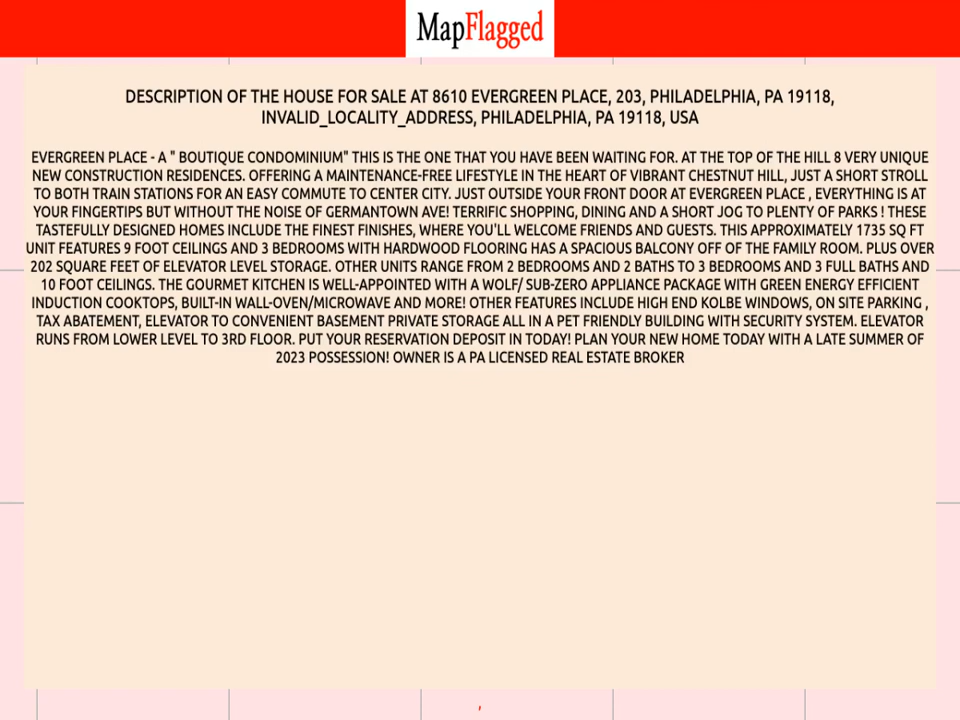 MapFlagged
DESCRIPTION OF THE HOUSE FOR SALE AT 8610 EVERGREEN PLACE, 203, PHILADELPHIA, PA 19118,
INVALID_LOCALITY_ADDRESS, PHILADELPHIA, PA 19118, USA
EVERGREEN PLACE - A " BOUTIQUE CONDOMINIUM" THIS IS THE ONE THAT YOU HAVE BEEN WAITING FOR. AT THE TOP OF THE HILL 8 VERY UNIQUE
NEW CONSTRUCTION RESIDENCES. OFFERING A MAINTENANCE-FREE LIFESTYLE IN THE HEART OF VIBRANT CHESTNUT HILL, JUST A SHORT STROLL
TO BOTH TRAIN STATIONS FOR AN EASY COMMUTE TO CENTER CITY. JUST OUTSIDE YOUR FRONT DOOR AT EVERGREEN PLACE , EVERYTHING IS AT
YOUR FINGERTIPS BUT WITHOUT THE NOISE OF GERMANTOWN AVE! TERRIFIC SHOPPING, DINING AND A SHORT JOG TO PLENTY OF PARKS ! THESE
TASTEFULLY DESIGNED HOMES INCLUDE THE FINEST FINISHES, WHERE YOU'LL WELCOME FRIENDS AND GUESTS. THIS APPROXIMATELY 1735 SQ FT
UNIT FEATURES 9 FOOT CEILINGS AND 3 BEDROOMS WITH HARDWOOD FLOORING HAS A SPACIOUS BALCONY OFF OF THE FAMILY ROOM. PLUS OVER
202 SQUARE FEET OF ELEVATOR LEVEL STORAGE. OTHER UNITS RANGE FROM 2 BEDROOMS AND 2 BATHS TO 3 BEDROOMS AND 3 FULL BATHS AND
10 FOOT CEILINGS. THE GOURMET KITCHEN IS WELL-APPOINTED WITH A WOLF/ SUB-ZERO APPLIANCE PACKAGE WITH GREEN ENERGY EFFICIENT
INDUCTION COOKTOPS, BUILT-IN WALL-OVEN/MICROWAVE AND MORE! OTHER FEATURES INCLUDE HIGH END KOLBE WINDOWS, ON SITE PARKING ,
TAX ABATEMENT, ELEVATOR TO CONVENIENT BASEMENT PRIVATE STORAGE ALL IN A PET FRIENDLY BUILDING WITH SECURITY SYSTEM. ELEVATOR
RUNS FROM LOWER LEVEL TO 3RD FLOOR. PUT YOUR RESERVATION DEPOSIT IN TODAY! PLAN YOUR NEW HOME TODAY WITH A LATE SUMMER OF
2023 POSSESSION! OWNER IS A PA LICENSED REAL ESTATE BROKER
,